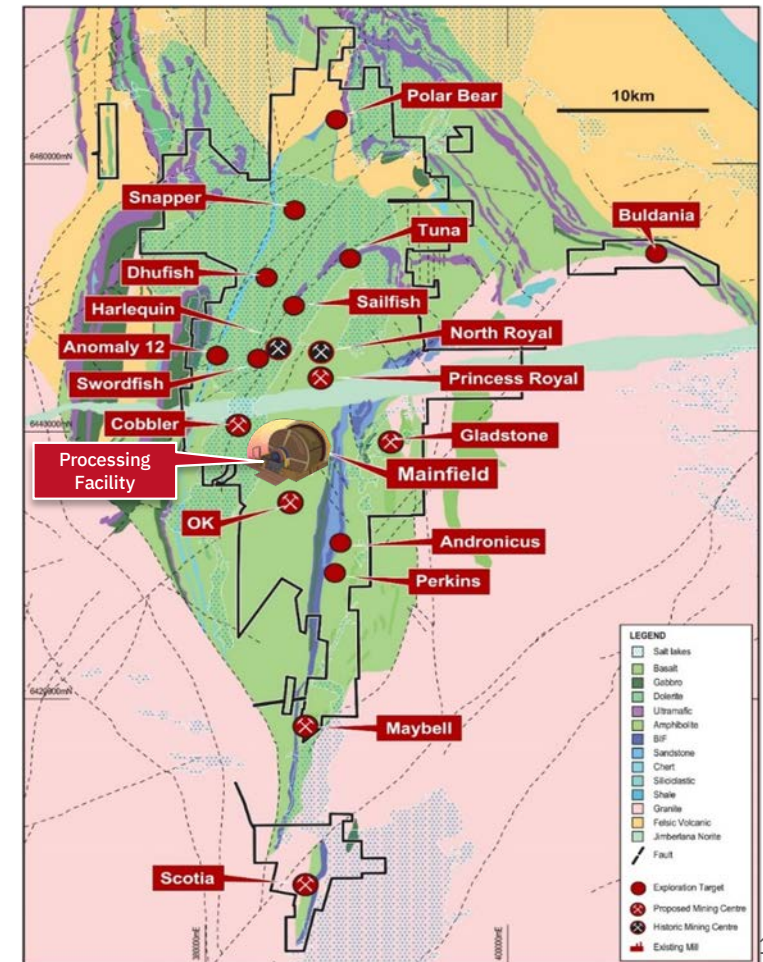 Polar Bear
10km
6460000mN
Snapper
Buldania
Tuna
Dhufish
Sailfish
Harlequin
North Royal
Anomaly 12
Princess Royal
Swordfish
Cobbler
6440000mN
Gladstone
Processing
Facility
Mainfield
OK
Andronicus
Perkins
6420000mN
Maybell
Scotia
380000mE
400000mE
LEGEND
Salt lakes
Basalt
Gabbro
Dolerite
Ultramafic
Amphibolite
BIF
Sandstone
Chert
Siliciclastic
Shale
Granite
Felsic Volcanic
Jimberlana Norite
Fault
Exploration Target
Proposed Mining Centre
Historic Mining Centre
Existing Mill